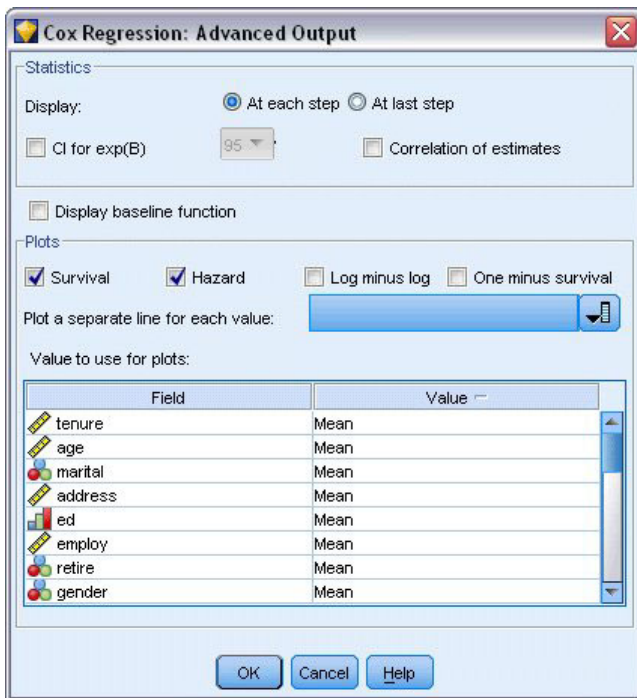 Cox Regression: Advanced Output
Statistics
Display: At each step At last step
CI for exp(B) 95 Correlation of estimates
Display baseline function
Plots
Survival Hazard Log minus log One minus survival
Plot a separate line for each value:
Value to use for plots:
Field Value
tenure Mean
age Mean
marital Mean
address Mean
ed Mean
employ Mean
retire Mean
gender Mean
OK Cancel Help